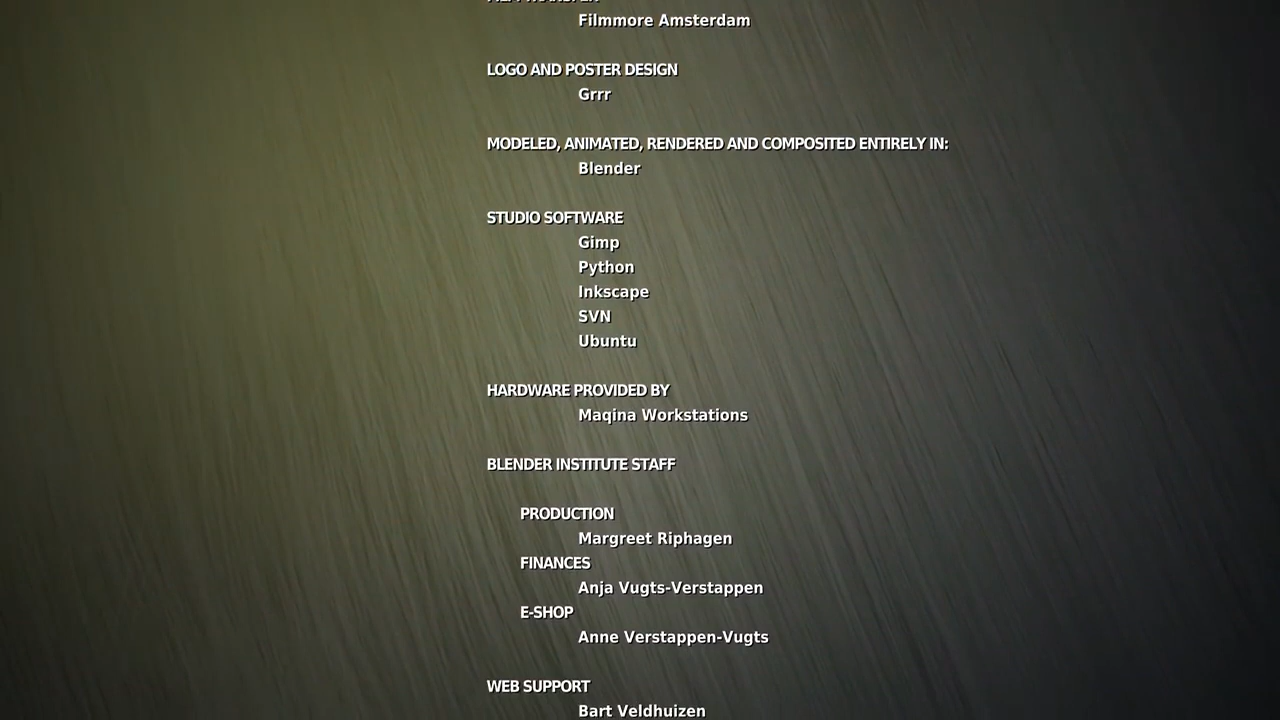 Filmmore Amsterdam
LOGO AND POSTER DESIGN
Grrr
MODELED, ANIMATED, RENDERED AND COMPOSITED ENTIRELY IN:
Blender
STUDIO SOFTWARE
Gimp
Python
Inkscape
SVN
Ubuntu
HARDWARE PROVIDED BY
Maqina Workstations
BLENDER INSTITUTE STAFF
PRODUCTION
Margreet Riphagen
FINANCES
Anja Vugts-Verstappen
E-SHOP
Anne Verstappen-Vugts
WEB SUPPORT
Bart Veldhuizen